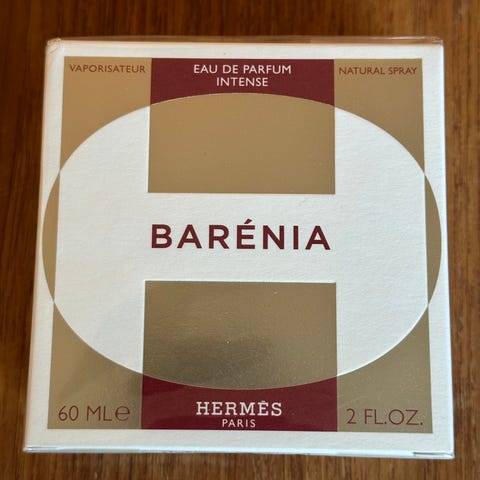 VAPORISATEUR
EAU DE PARFUM
INTENSE
NATURAL SPRAY
BARÉNIA
60 ML℮
HERMÈS
PARIS
2 FL.OZ.